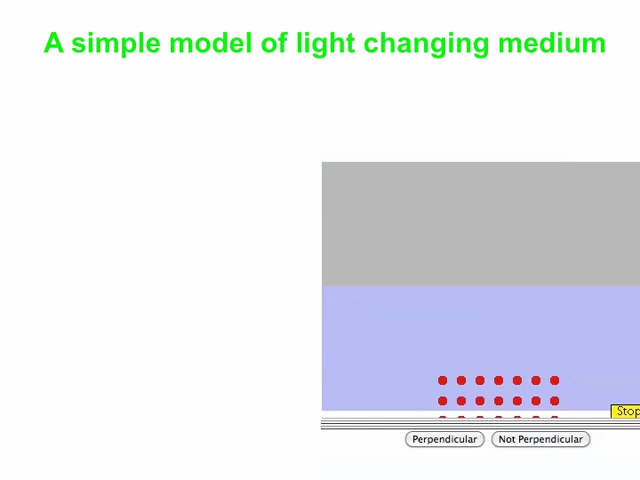 A simple model of light changing medium
Stop
Perpendicular
Not Perpendicular